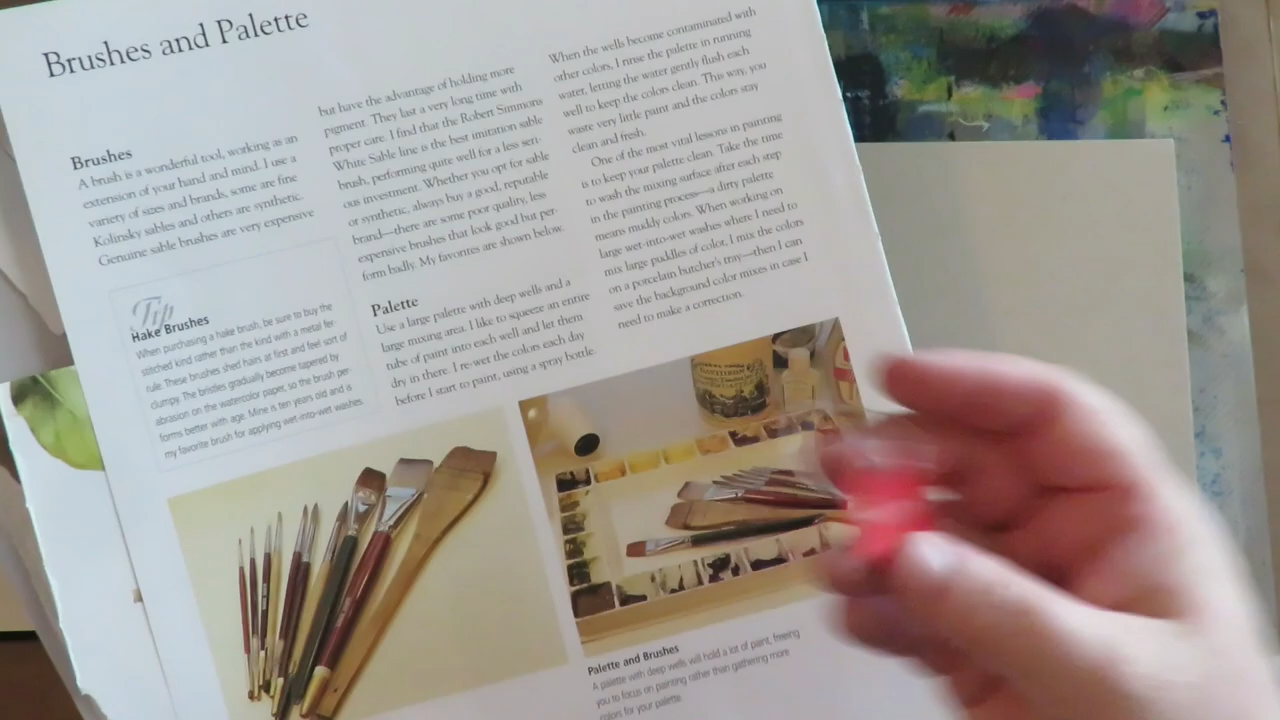 Brushes and Palette
Brushes
A brush is a wonderful tool, working as an
extension of your hand and mind. I use a
variety of sizes and brands, some are fine
Kolinsky sables and others are synthetic.
Genuine sable brushes are very expensive
Tip
Hake Brushes
When purchasing a hake brush, be sure to buy the
stitched kind rather than the kind with a metal fer-
rule. These brushes shed hairs at first and feel sort of
clumpy. The bristles gradually become tapered by
abrasion on the watercolor paper, so the brush per-
forms better with age. Mine is ten years old and is
my favorite brush for applying wet-into-wet washes.
but have the advantage of holding more
pigment. They last a very long time with
proper care. I find that the Robert Simmons
White Sable line is the best imitation sable
brush, performing quite well for a less seri-
ous investment. Whether you opt for sable
or synthetic, always buy a good, reputable
brand—there are some poor quality, less
expensive brushes that look good but per-
form badly. My favorites are shown below.
Palette
Use a large palette with deep wells and a
large mixing area. I like to squeeze an entire
tube of paint into each well and let them
dry in there. I re-wet the colors each day
before I start to paint, using a spray bottle.
When the wells become contaminated with
other colors, I rinse the palette in running
water, letting the water gently flush each
well to keep the colors clean. This way, you
waste very little paint and the colors stay
clean and fresh.
One of the most vital lessons in painting
is to keep your palette clean. Take the time
to wash the mixing surface after each step
in the painting process—a dirty palette
means muddy colors. When working on
large wet-into-wet washes where I need to
mix large puddles of color, I mix the colors
on a porcelain butcher's tray—then I can
save the background color mixes in case I
need to make a correction.
Palette and Brushes
A palette with deep wells will hold a lot of paint, freeing
you to focus on painting rather than gathering more
colors for your palette.